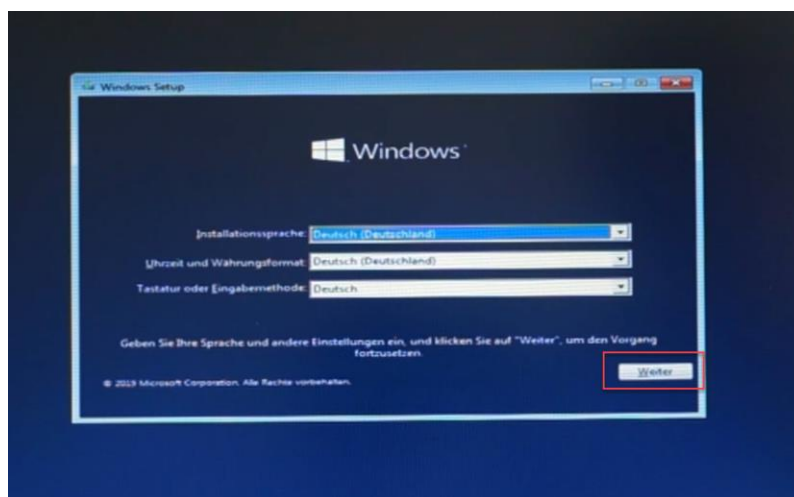 Windows Setup
Windows
Installationssprache: Deutsch (Deutschland)
Uhrzeit und Währungsformat: Deutsch (Deutschland)
Tastatur oder Eingabemethode: Deutsch
Geben Sie Ihre Sprache und andere Einstellungen ein, und klicken Sie auf "Weiter", um den Vorgang
fortzusetzen.
Weiter
© 2019 Microsoft Corporation. Alle Rechte vorbehalten.